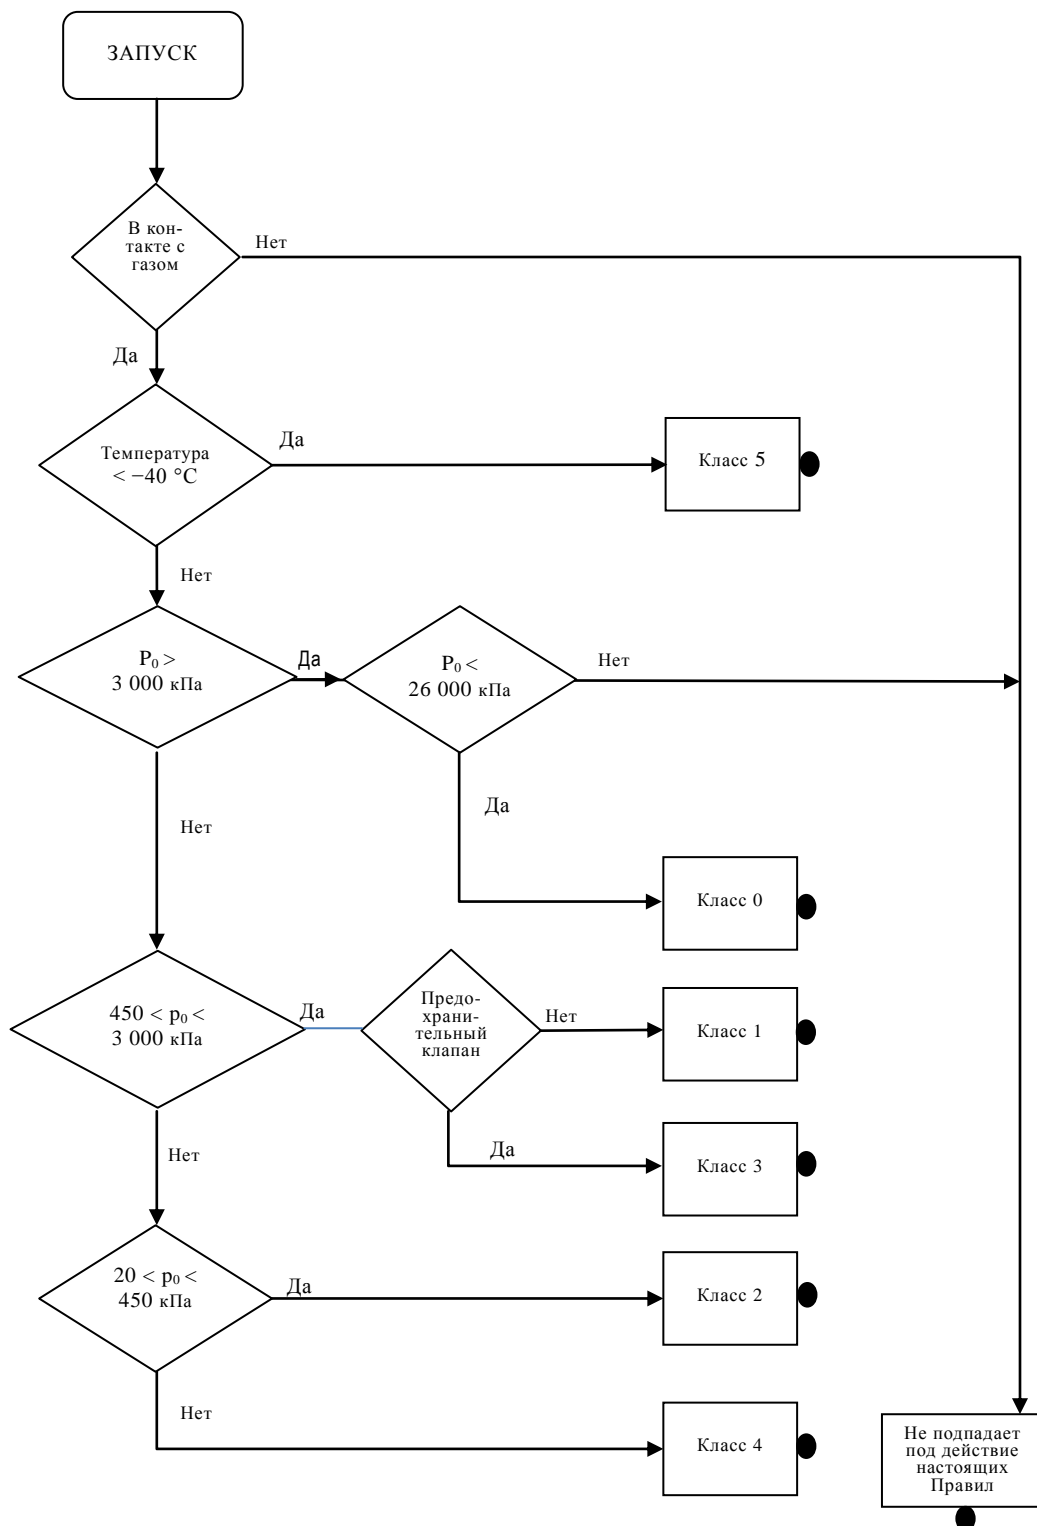 ЗАПУСК
В кон-
такте с
газом
Нет
Да
Температура
< −40 °C
Да
Класс 5
Нет
P₀ >
3 000 кПа
Да
P₀ <
26 000 кПа
Нет
Да
Нет
Класс 0
450 < p₀ <
3 000 кПа
Да
Предо-
храни-
тельный
клапан
Нет
Класс 1
Да
Класс 3
Нет
20 < p₀ <
450 кПа
Да
Класс 2
Нет
Класс 4
Не подпадает
под действие
настоящих
Правил